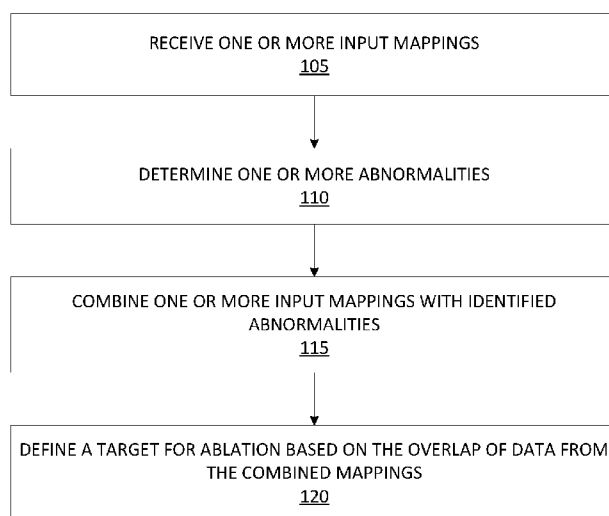 RECEIVE ONE OR MORE INPUT MAPPINGS
105
DETERMINE ONE OR MORE ABNORMALITIES
110
COMBINE ONE OR MORE INPUT MAPPINGS WITH IDENTIFIED
ABNORMALITIES
115
DEFINE A TARGET FOR ABLATION BASED ON THE OVERLAP OF DATA FROM
THE COMBINED MAPPINGS
120